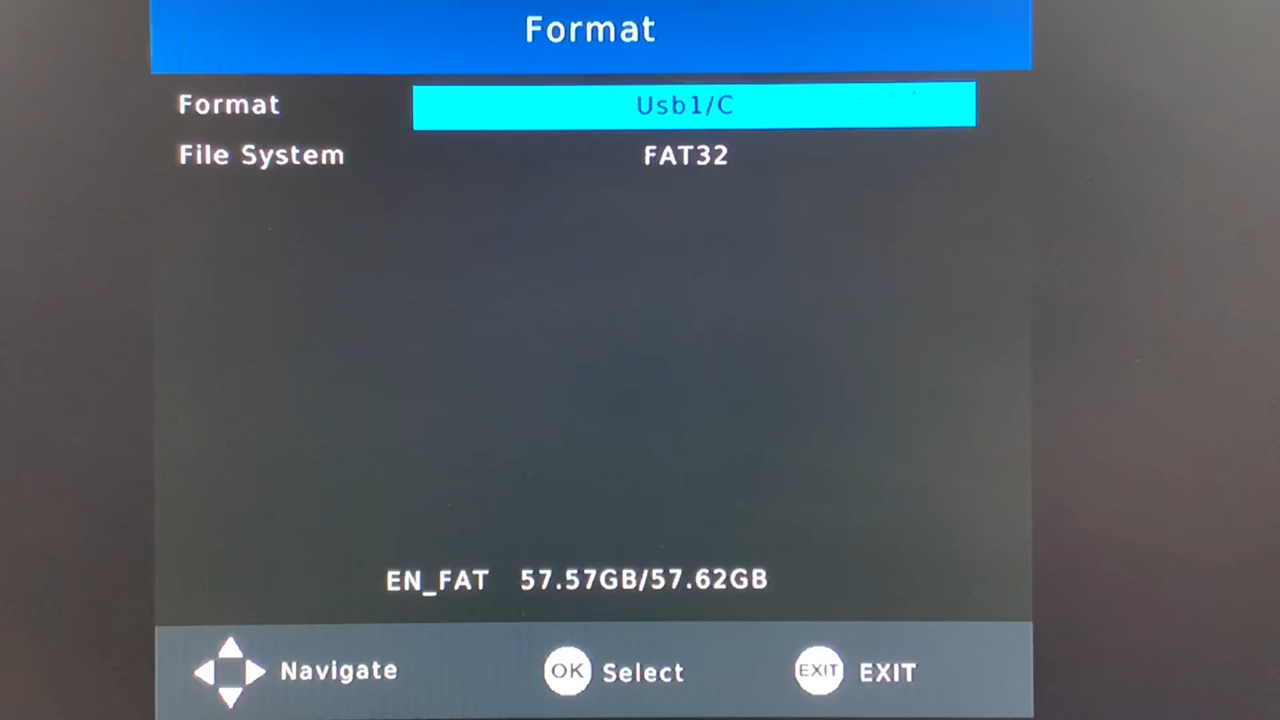 Format
Format Usb1/C
File System FAT32
EN_FAT 57.57GB/57.62GB
Navigate OK Select EXIT EXIT